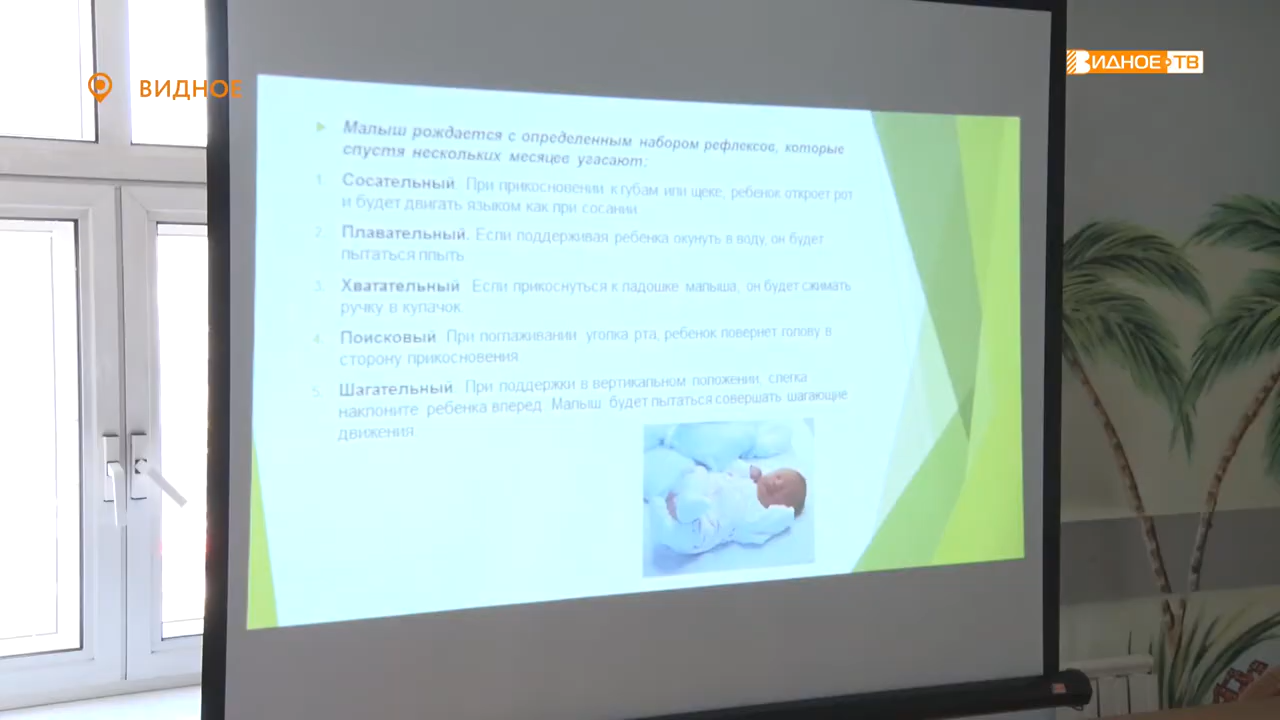 ВИДНОЕ
ВИДНОЕ ТВ
Малыш рождается с определенным набором рефлексов, которые
спустя нескольких месяцев угасают:
1. Сосательный. При прикосновении к губам или щеке, ребенок откроет рот
и будет двигать языком как при сосании.
2. Плавательный. Если поддерживая ребенка окунуть в воду, он будет
пытаться плыть.
3. Хватательный. Если прикоснуться к ладошке малыша, он будет сжимать
ручку в кулачок.
4. Поисковый. При поглаживании уголка рта, ребенок повернет голову в
сторону прикосновения
5. Шагательный. При поддержки в вертикальном положении, слегка
наклоните ребенка вперед. Малыш будет пытаться совершать шагающие
движения.